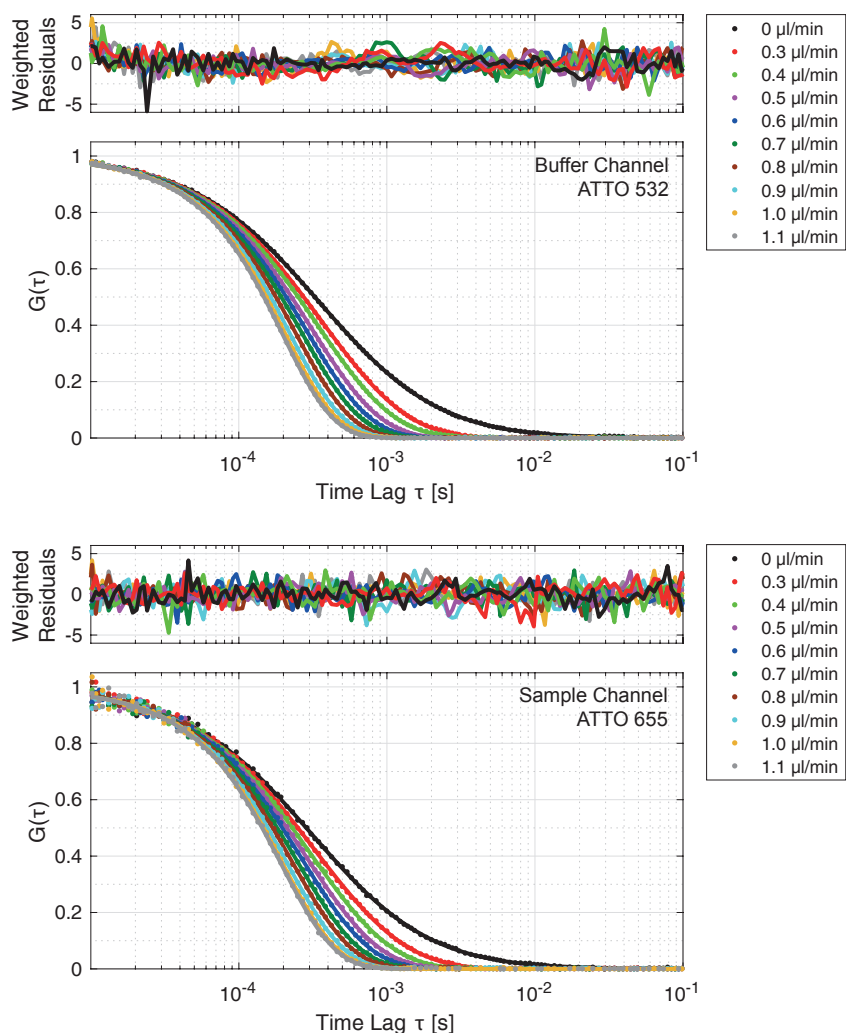 Weighted
Residuals
5
0
-5
0 µl/min
0.3 µl/min
0.4 µl/min
0.5 µl/min
0.6 µl/min
0.7 µl/min
0.8 µl/min
0.9 µl/min
1.0 µl/min
1.1 µl/min
Buffer Channel
ATTO 532
G(τ)
1
0.8
0.6
0.4
0.2
0
10⁻⁴ 10⁻³ 10⁻² 10⁻¹
Time Lag τ [s]
Weighted
Residuals
5
0
-5
0 µl/min
0.3 µl/min
0.4 µl/min
0.5 µl/min
0.6 µl/min
0.7 µl/min
0.8 µl/min
0.9 µl/min
1.0 µl/min
1.1 µl/min
Sample Channel
ATTO 655
G(τ)
1
0.8
0.6
0.4
0.2
0
10⁻⁴ 10⁻³ 10⁻² 10⁻¹
Time Lag τ [s]